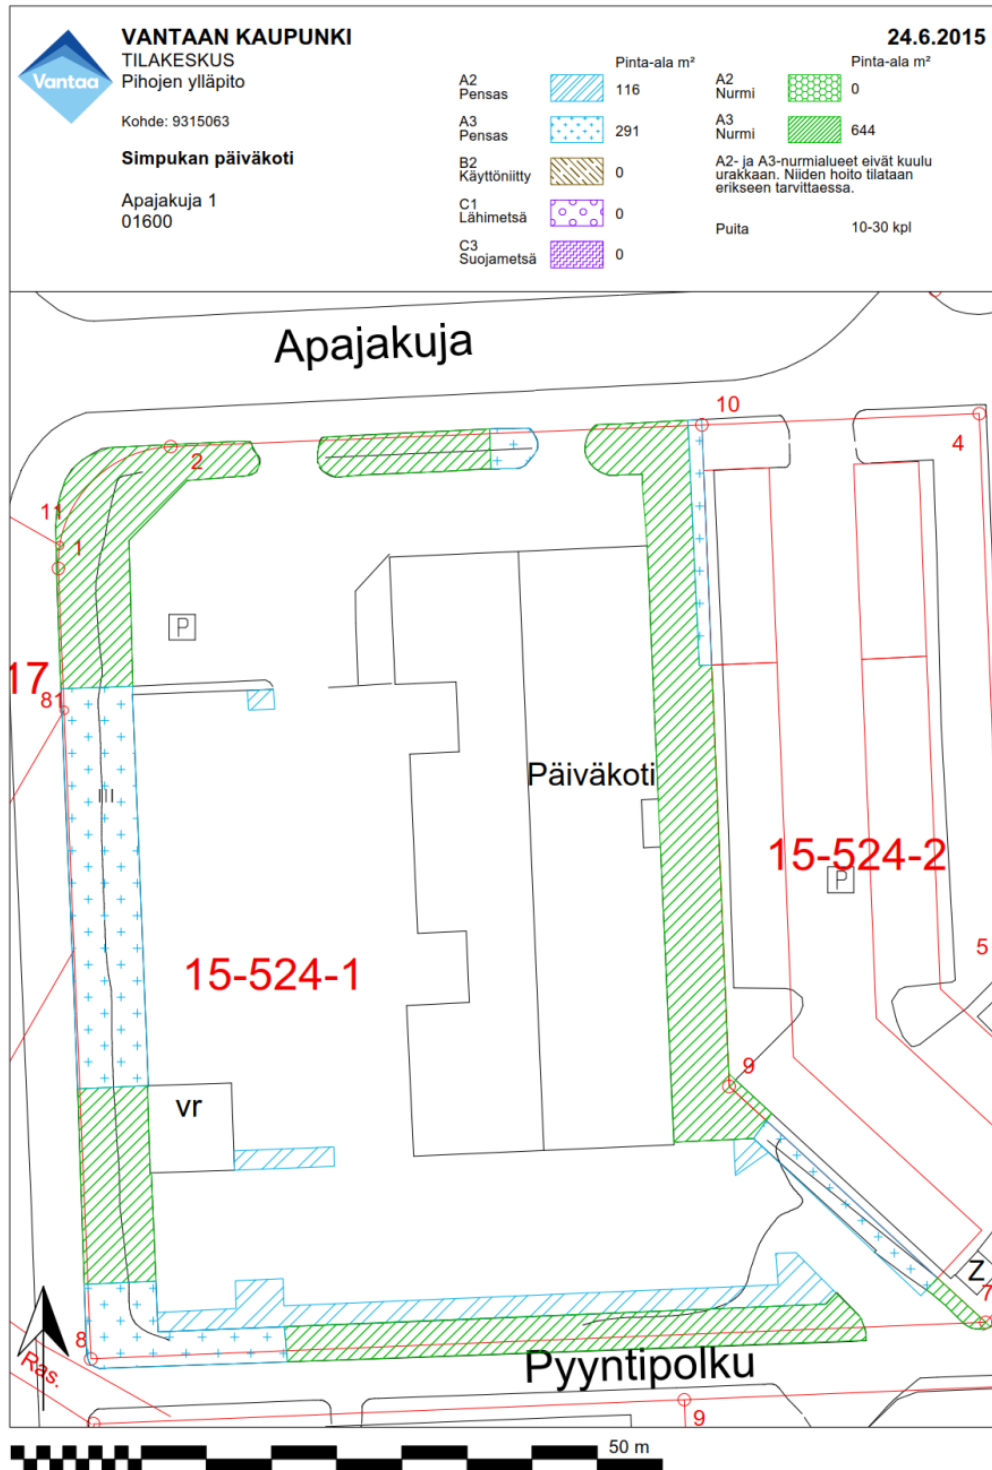 Vantaa
VANTAAN KAUPUNKI
TILAKESKUS
Pihojen ylläpito
Kohde: 9315063
Simpukan päiväkoti
Apajakuja 1
01600
24.6.2015
Pinta-ala m²
A2
Pensas
116
A3
Pensas
291
B2
Käyttöniitty
0
C1
Lähimetsä
0
C3
Suojametsä
0
Pinta-ala m²
A2
Nurmi
0
A3
Nurmi
644
A2- ja A3-nurmialueet eivät kuulu
urakkaan. Niiden hoito tilataan
erikseen tarvittaessa.
Puita
10-30 kpl
Apajakuja
10
4
2
11
1
P
17
81
III
Päiväkoti
15-524-2
P
5
15-524-1
9
vr
Z
7
8
Ras.
Pyyntipolku
9
50 m